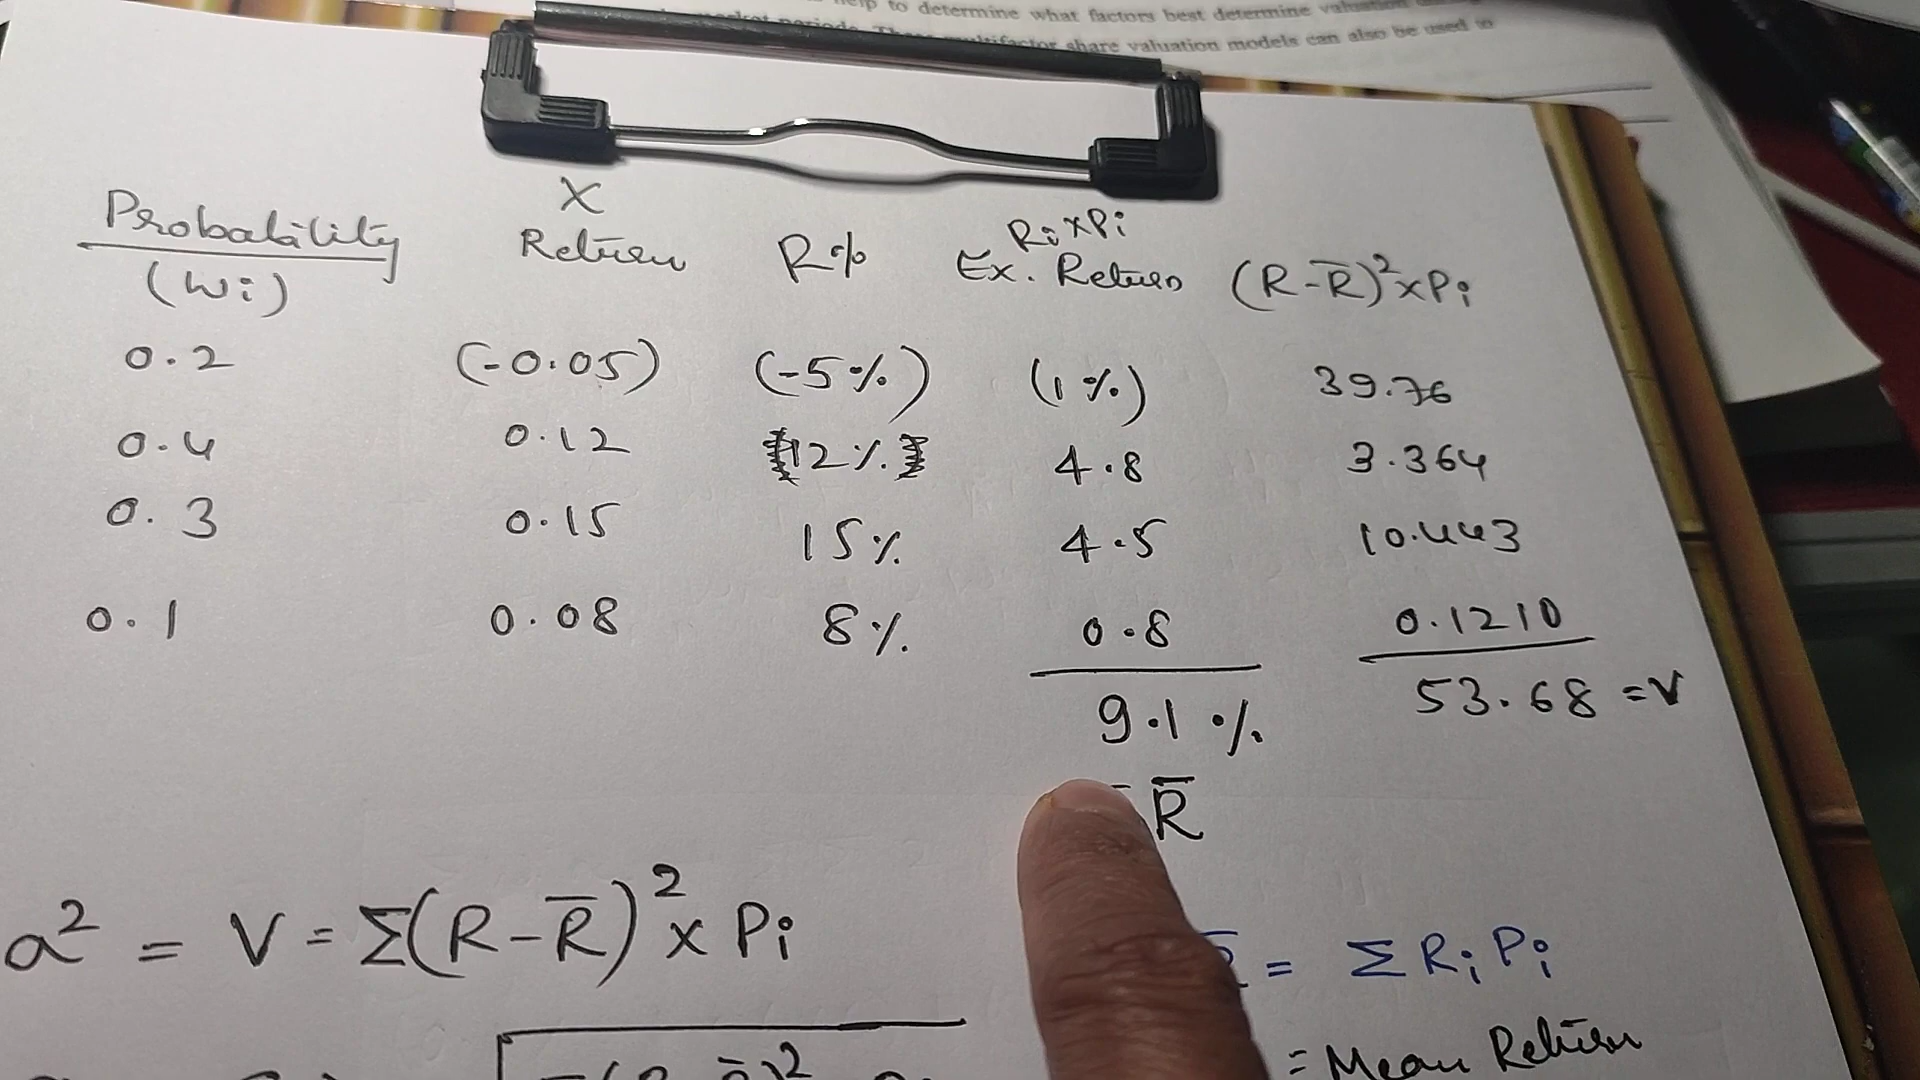 help to determine what factors best determine valuation
share valuation models can also be used to
Probability X Return R% Ri x Pi Ex. Return (R-R̅)² x Pi
(Wi)
0.2 (-0.05) (-5%) (1%) 39.76
0.4 0.12 12% 4.8 3.364
0.3 0.15 15% 4.5 10.443
0.1 0.08 8% 0.8 0.1210
9.1% 53.68 = V
R̅
a² = V = Σ(R-R̅)² x Pi
= Σ Ri Pi
= Mean Return